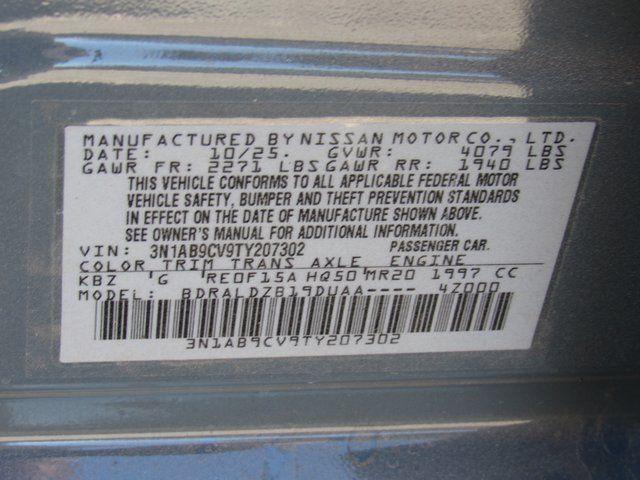 MANUFACTURED BY NISSAN MOTOR CO., LTD.
DATE: 10/25. GVWR: 4079 LBS
GAWR FR: 2271 LBS GAWR RR: 1940 LBS
THIS VEHICLE CONFORMS TO ALL APPLICABLE FEDERAL MOTOR
VEHICLE SAFETY, BUMPER AND THEFT PREVENTION STANDARDS
IN EFFECT ON THE DATE OF MANUFACTURE SHOWN ABOVE.
SEE OWNER'S MANUAL FOR ADDITIONAL INFORMATION.
VIN: 3N1AB9CV9TY207302 PASSENGER CAR.
COLOR TRIM TRANS AXLE ENGINE
KBZ 'G 'RE0F15A HQ50'MR20 1997 CC
MODEL: BDRALDZB19DUAA---- 4Z000
3N1AB9CV9TY207302